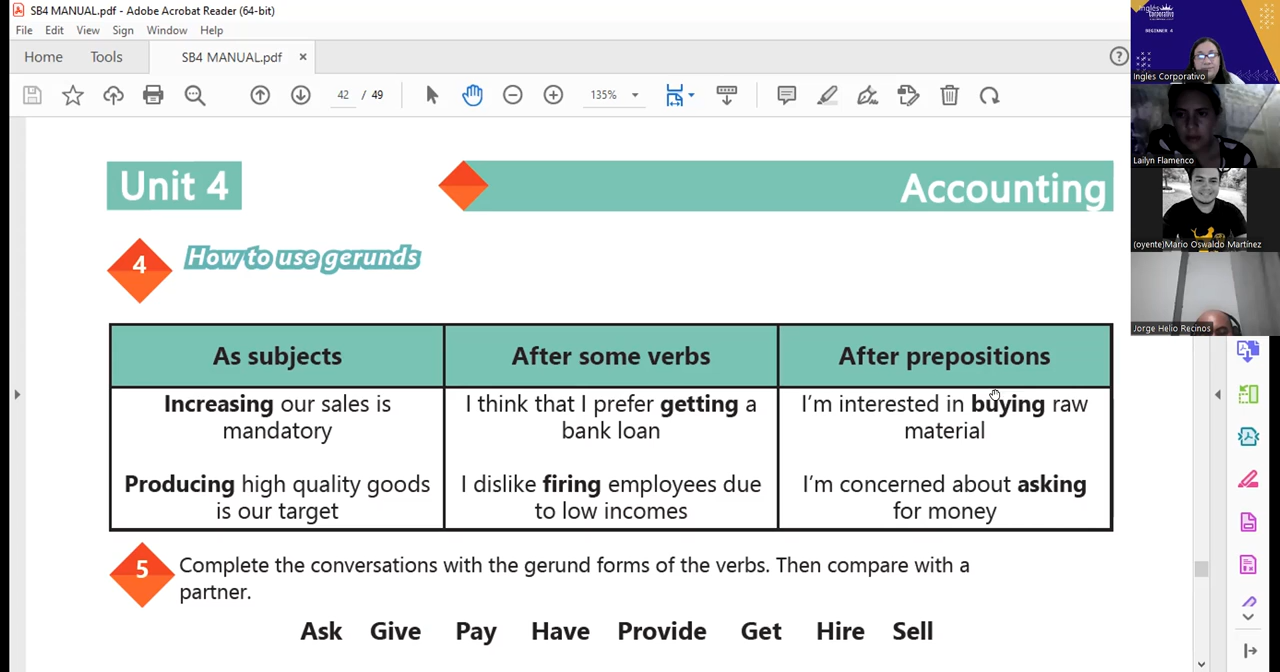 SB4 MANUAL.pdf - Adobe Acrobat Reader (64-bit)
File Edit View Sign Window Help
Home Tools SB4 MANUAL.pdf ×
42 / 49 135%
Inglés
Corporativo
BEGINNER 4
Ingles Corporativo
Lailyn Flamenco
(oyente)Mario Oswaldo Martínez
Jorge Helio Recinos
Unit 4
Accounting
4 How to use gerunds
As subjects After some verbs After prepositions
Increasing our sales is
mandatory
Producing high quality goods
is our target
I think that I prefer getting a
bank loan
I dislike firing employees due
to low incomes
I'm interested in buying raw
material
I'm concerned about asking
for money
5 Complete the conversations with the gerund forms of the verbs. Then compare with a
partner.
Ask Give Pay Have Provide Get Hire Sell